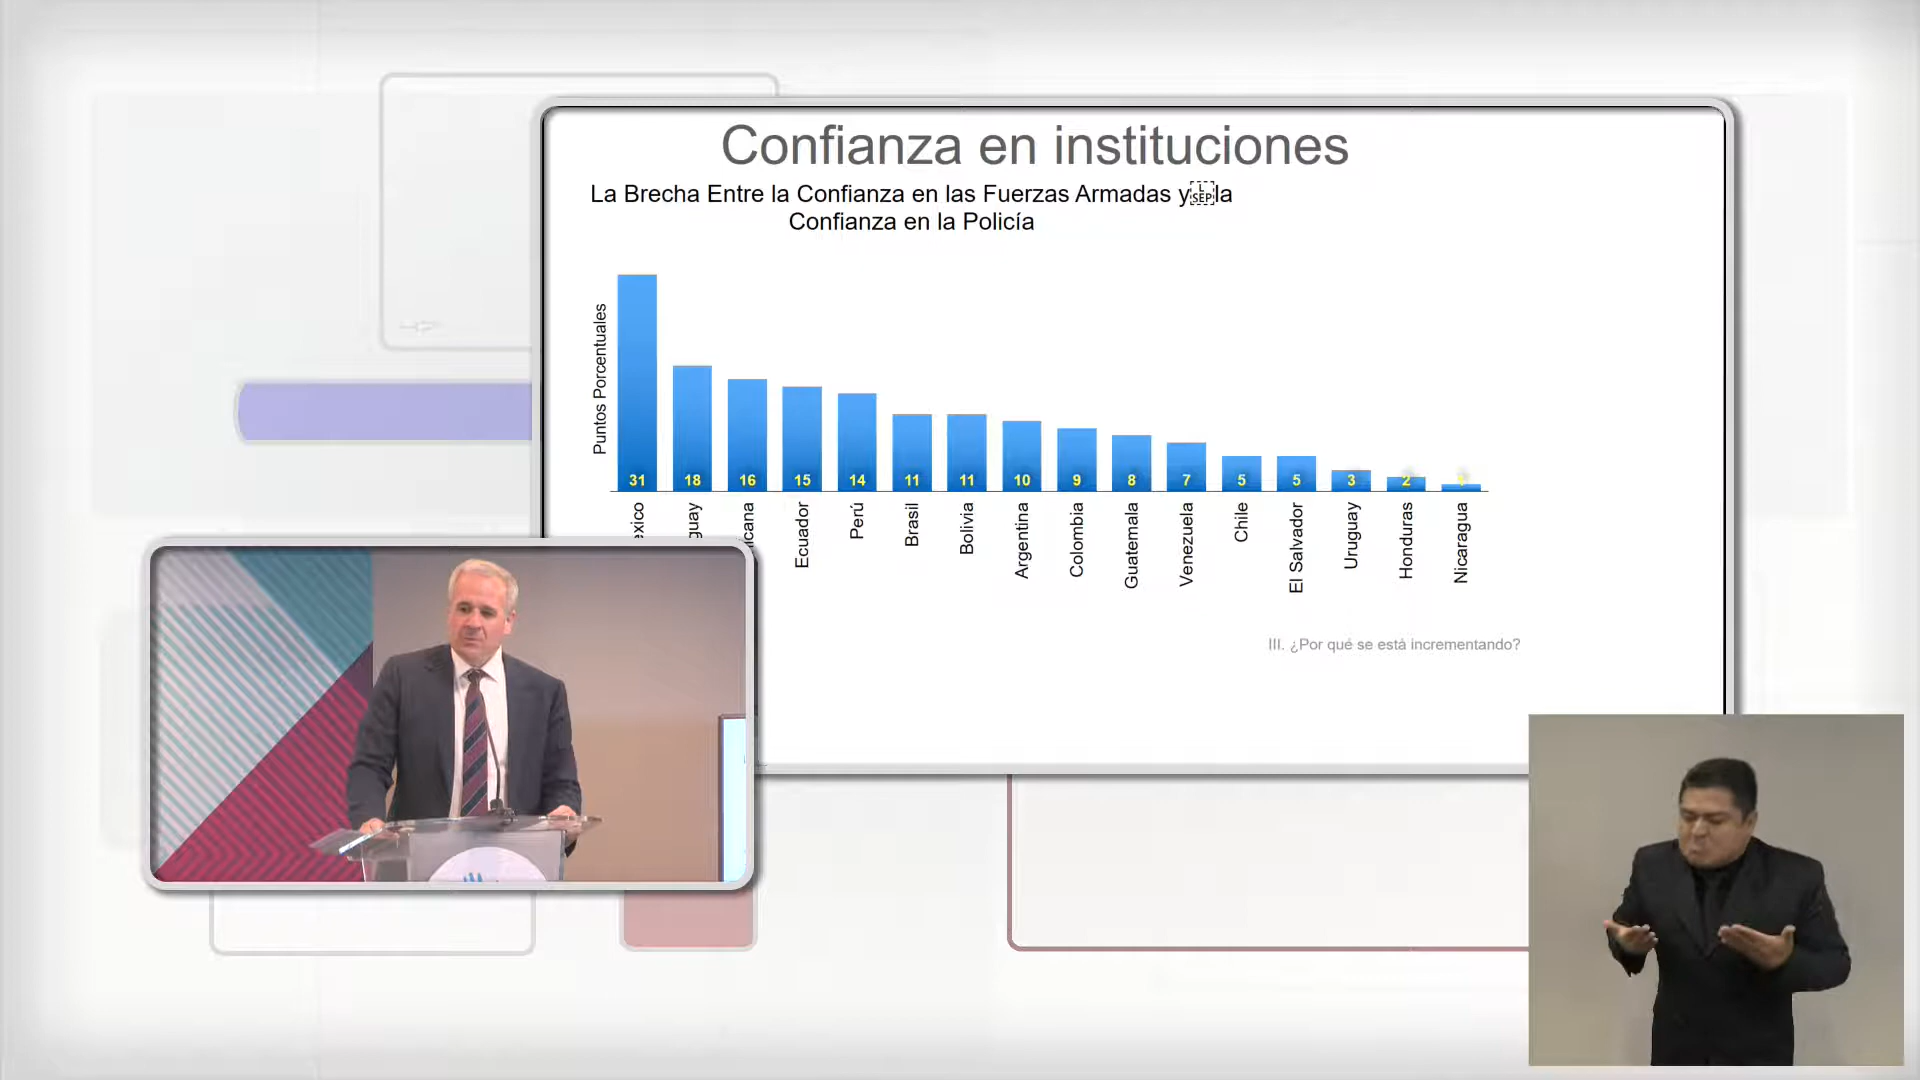 Confianza en instituciones
La Brecha Entre la Confianza en las Fuerzas Armadas y la
Confianza en la Policía
Puntos Porcentuales
31 18 16 15 14 11 11 10 9 8 7 5 5 3 2
Ecuador
Perú
Brasil
Bolivia
Argentina
Colombia
Guatemala
Venezuela
Chile
El Salvador
Uruguay
Honduras
Nicaragua
III. ¿Por qué se está incrementando?